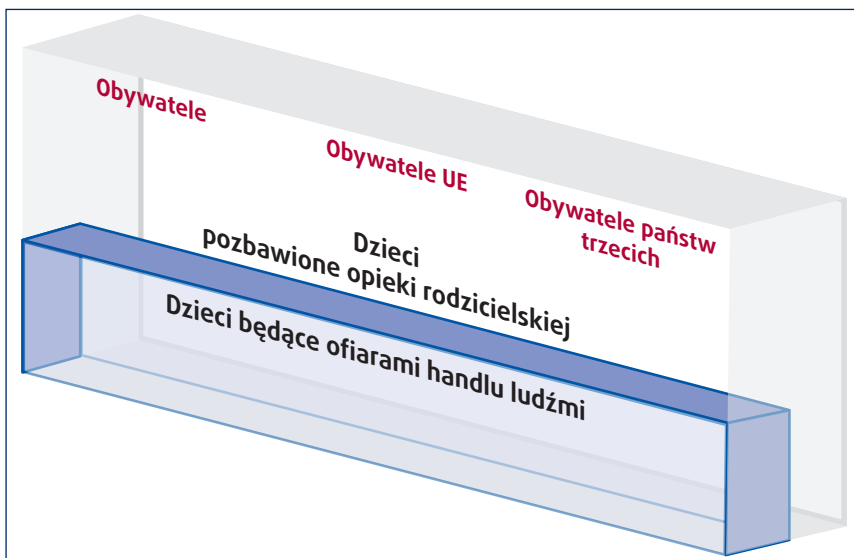 Obywatele
Obywatele UE
Obywatele państw
trzecich
Dzieci
pozbawione opieki rodzicielskiej
Dzieci będące ofiarami handlu ludźmi